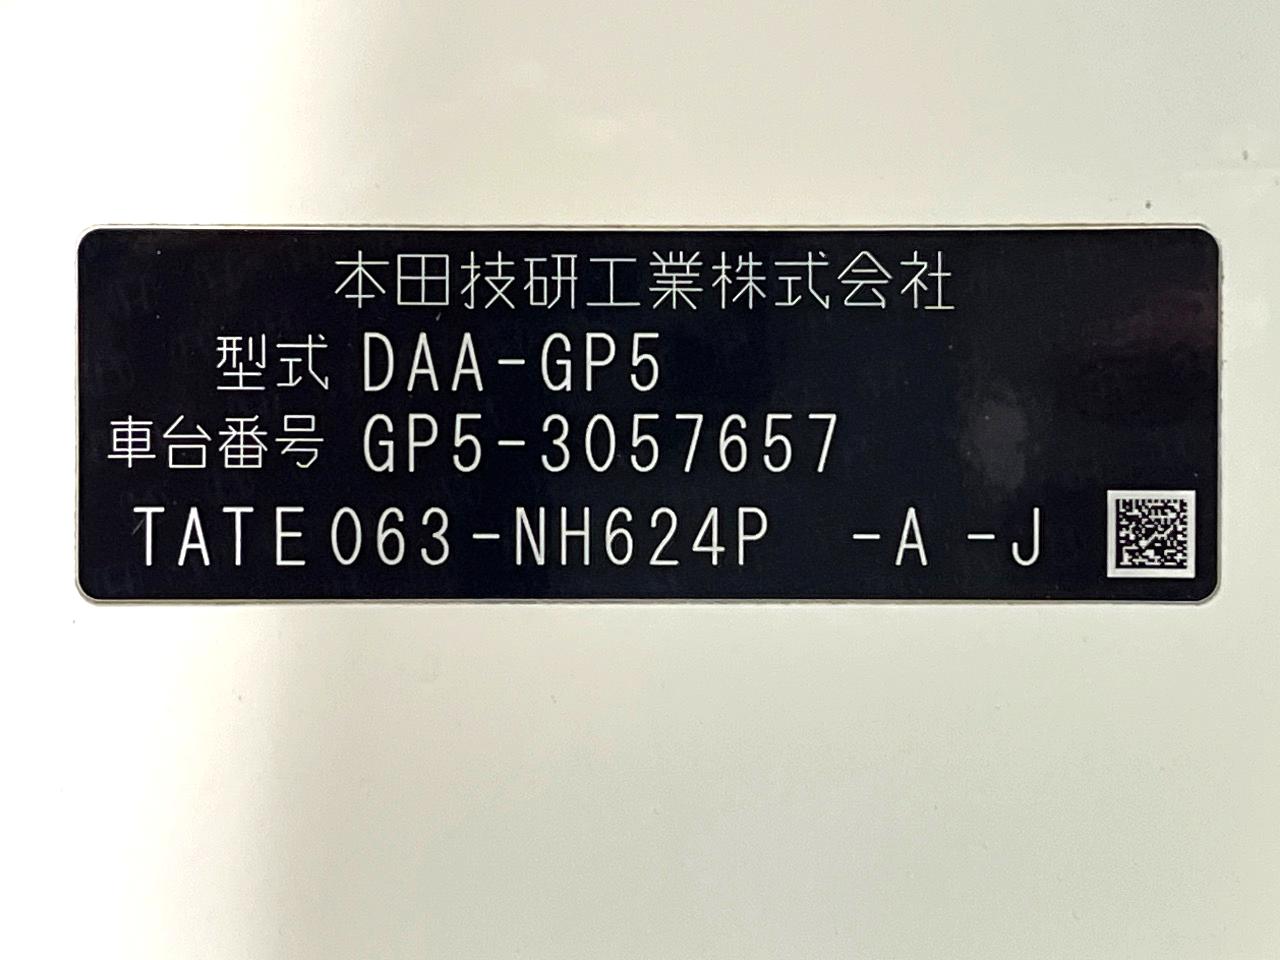 本田技研工業株式会社
型式 DAA-GP5
車台番号 GP5-3057657
TATE063-NH624P -A -J